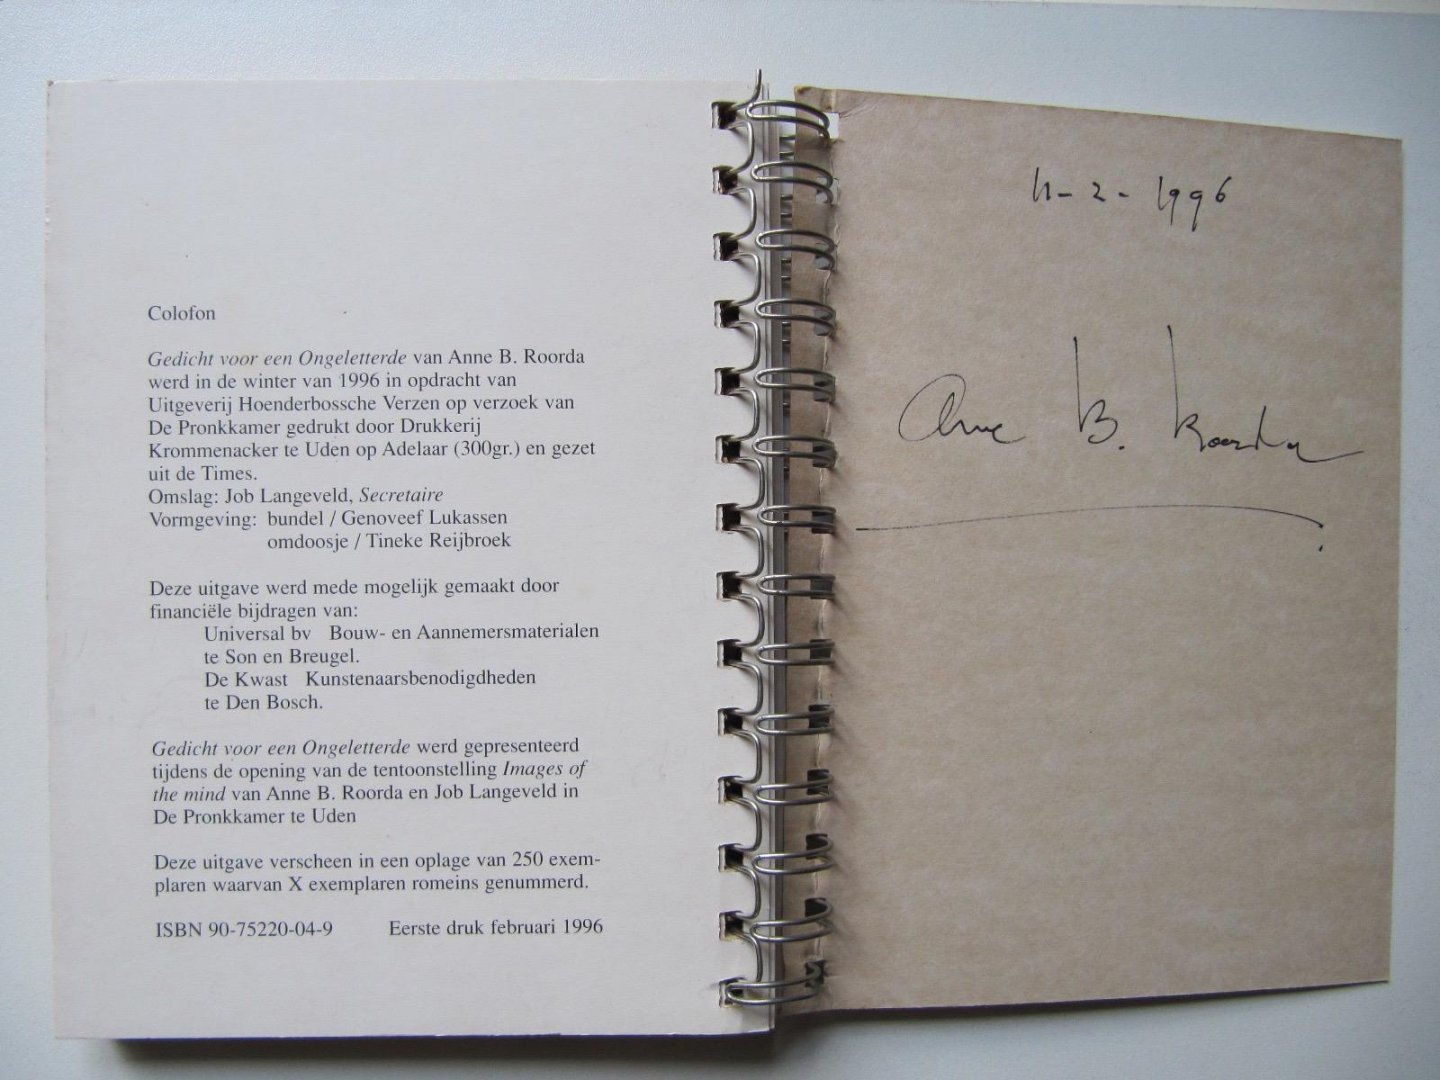 Colofon
Gedicht voor een Ongeletterde van Anne B. Roorda
werd in de winter van 1996 in opdracht van
Uitgeverij Hoenderbossche Verzen op verzoek van
De Pronkkamer gedrukt door Drukkerij
Krommenacker te Uden op Adelaar (300gr.) en gezet
uit de Times.
Omslag: Job Langeveld, Secretaire
Vormgeving: bundel / Genoveef Lukassen
omdoosje / Tineke Reijbroek
Deze uitgave werd mede mogelijk gemaakt door
financiële bijdragen van:
Universal bv Bouw- en Aannemersmaterialen
te Son en Breugel.
De Kwast Kunstenaarsbenodigdheden
te Den Bosch.
Gedicht voor een Ongeletterde werd gepresenteerd
tijdens de opening van de tentoonstelling Images of
the mind van Anne B. Roorda en Job Langeveld in
De Pronkkamer te Uden
Deze uitgave verscheen in een oplage van 250 exem-
plaren waarvan X exemplaren romeins genummerd.
ISBN 90-75220-04-9 Eerste druk februari 1996
11-2-1996
Anne B. Roorda